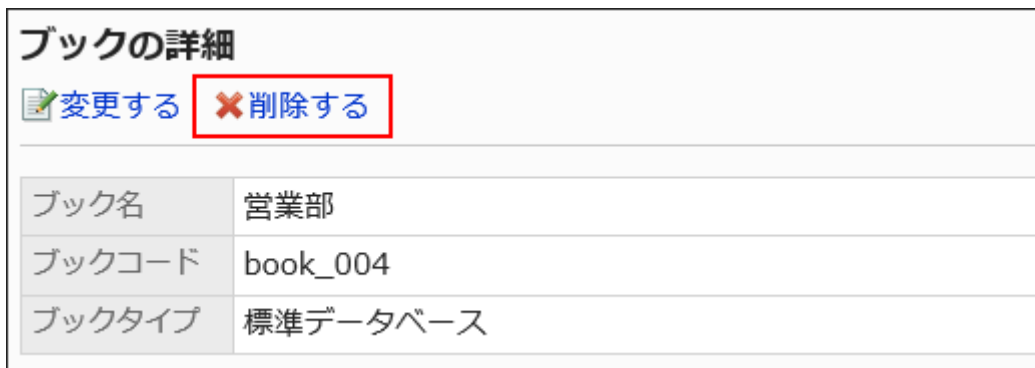 ブックの詳細
変更する 削除する
ブック名 営業部
ブックコード book_004
ブックタイプ 標準データベース